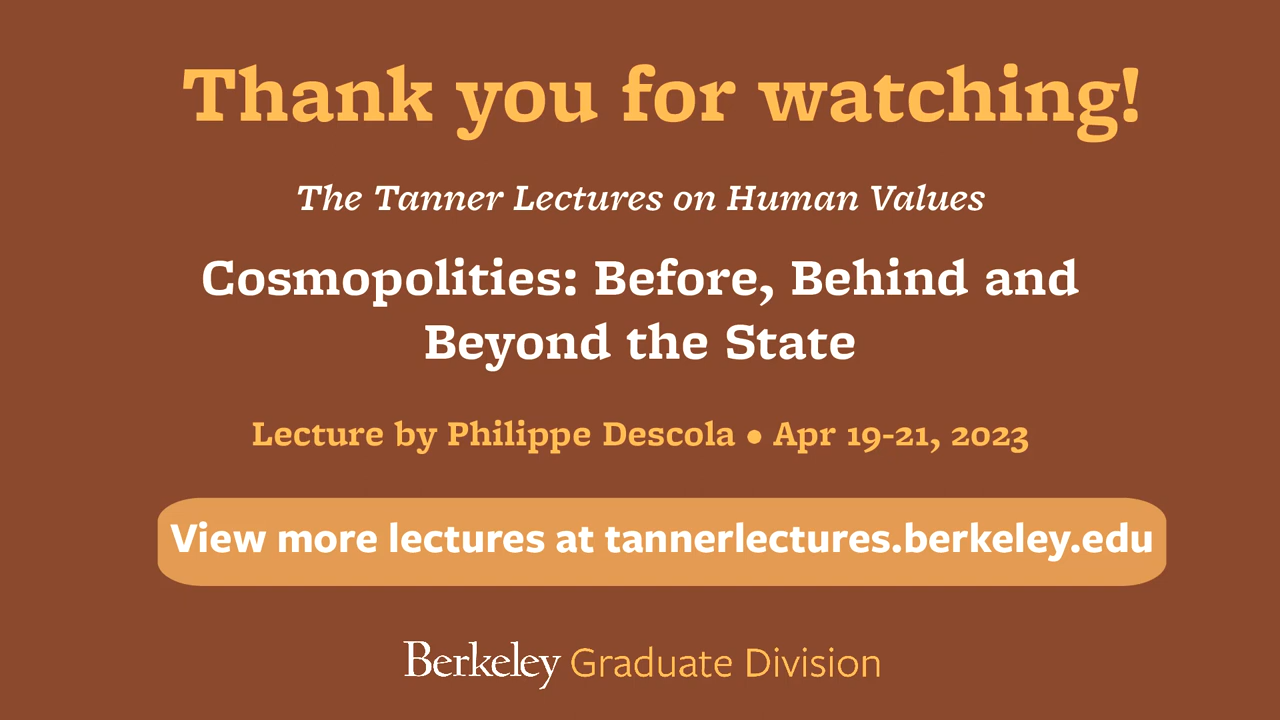 Thank you for watching!
The Tanner Lectures on Human Values
Cosmopolities: Before, Behind and
Beyond the State
Lecture by Philippe Descola • Apr 19-21, 2023
View more lectures at tannerlectures.berkeley.edu
Berkeley Graduate Division